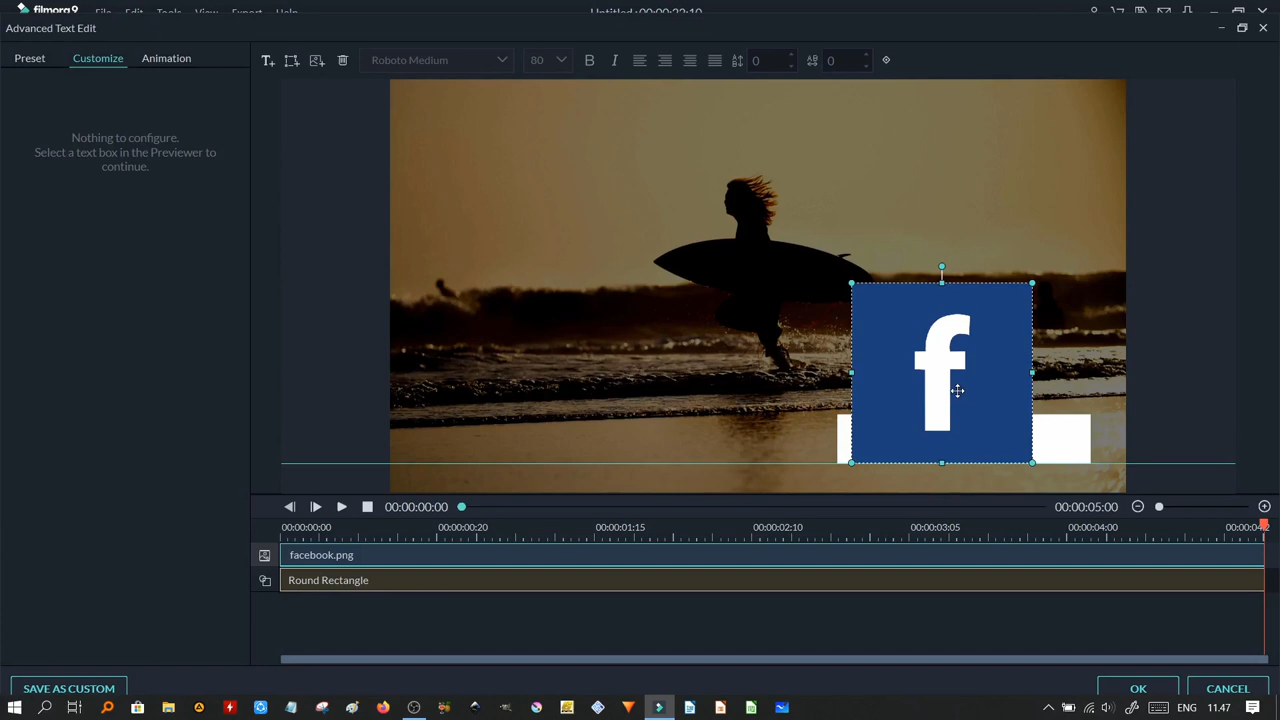 filmora9 File Edit Tools View Export Help Untitled : 00:00:22:10
Advanced Text Edit
Preset Customize Animation
Roboto Medium 80 B I 0 0
Nothing to configure.
Select a text box in the Previewer to
continue.
f
00:00:00:00 00:00:05:00
00:00:00:00 00:00:00:20 00:00:01:15 00:00:02:10 00:00:03:05 00:00:04:00 00:00:04:2
facebook.png
Round Rectangle
SAVE AS CUSTOM OK CANCEL
ENG 11.47